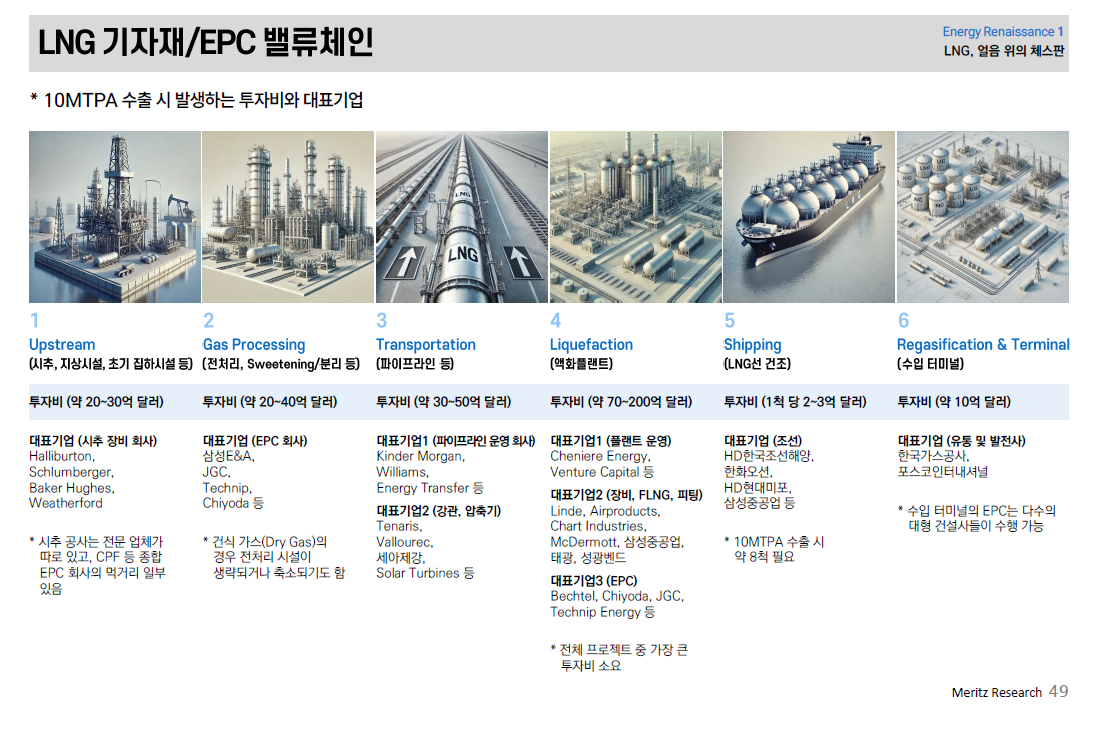 LNG 기자재/EPC 밸류체인
Energy Renaissance 1
LNG, 얼음 위의 체스판
* 10MTPA 수출 시 발생하는 투자비와 대표기업
LNG
LNG
LNG
1
Upstream
(시추, 지상시설, 초기 집하시설 등)
투자비 (약 20~30억 달러)
대표기업 (시추 장비 회사)
Halliburton,
Schlumberger,
Baker Hughes,
Weatherford
* 시추 공사는 전문 업체가
따로 있고, CPF 등 종합
EPC 회사의 먹거리 일부
있음
2
Gas Processing
(전처리, Sweetening/분리 등)
투자비 (약 20~40억 달러)
대표기업 (EPC 회사)
삼성E&A,
JGC,
Technip,
Chiyoda 등
* 건식 가스(Dry Gas)의
경우 전처리 시설이
생략되거나 축소되기도 함
3
Transportation
(파이프라인 등)
투자비 (약 30~50억 달러)
대표기업1 (파이프라인 운영 회사)
Kinder Morgan,
Williams,
Energy Transfer 등
대표기업2 (강관, 압축기)
Tenaris,
Vallourec,
세아제강,
Solar Turbines 등
4
Liquefaction
(액화플랜트)
투자비 (약 70~200억 달러)
대표기업1 (플랜트 운영)
Cheniere Energy,
Venture Capital 등
대표기업2 (장비, FLNG, 피팅)
Linde, Airproducts,
Chart Industries,
McDermott, 삼성중공업,
태광, 성광벤드
대표기업3 (EPC)
Bechtel, Chiyoda, JGC,
Technip Energy 등
* 전체 프로젝트 중 가장 큰
투자비 소요
5
Shipping
(LNG선 건조)
투자비 (1척 당 2~3억 달러)
대표기업 (조선)
HD한국조선해양,
한화오션,
HD현대미포,
삼성중공업 등
* 10MTPA 수출 시
약 8척 필요
6
Regasification & Terminal
(수입 터미널)
투자비 (약 10억 달러)
대표기업 (유통 및 발전사)
한국가스공사,
포스코인터내셔널
* 수입 터미널의 EPC는 다수의
대형 건설사들이 수행 가능
Meritz Research 49